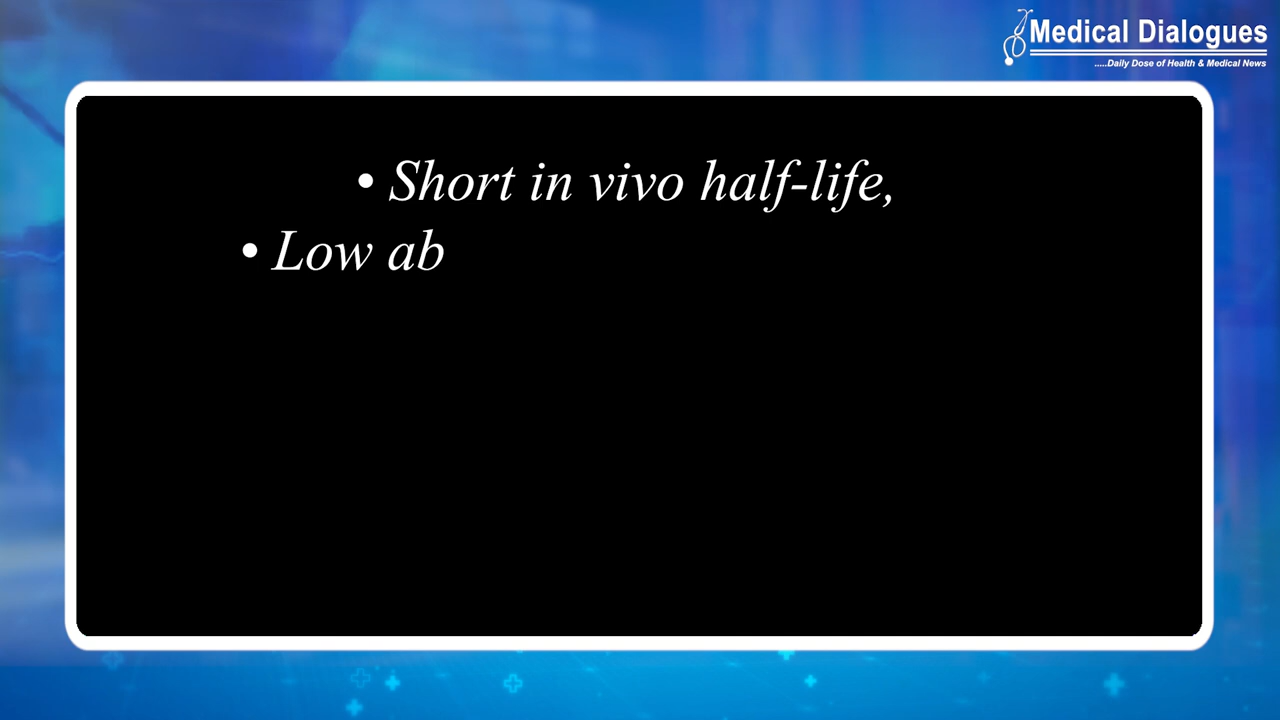 Medical Dialogues
.....Daily Dose of Health & Medical News
• Short in vivo half-life,
• Low ab